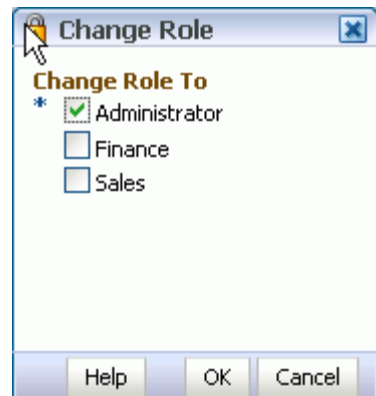 Change Role
Change Role To
* Administrator
Finance
Sales
Help OK Cancel